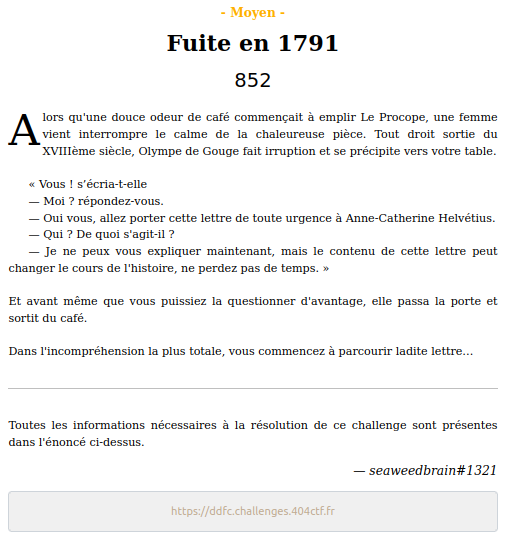 - Moyen -
Fuite en 1791
852
Alors qu'une douce odeur de café commençait à emplir Le Procope, une femme
vient interrompre le calme de la chaleureuse pièce. Tout droit sortie du
XVIIIème siècle, Olympe de Gouge fait irruption et se précipite vers votre table.
« Vous ! s’écria-t-elle
— Moi ? répondez-vous.
— Oui vous, allez porter cette lettre de toute urgence à Anne-Catherine Helvétius.
— Qui ? De quoi s'agit-il ?
— Je ne peux vous expliquer maintenant, mais le contenu de cette lettre peut
changer le cours de l'histoire, ne perdez pas de temps. »
Et avant même que vous puissiez la questionner d'avantage, elle passa la porte et
sortit du café.
Dans l'incompréhension la plus totale, vous commencez à parcourir ladite lettre...
Toutes les informations nécessaires à la résolution de ce challenge sont présentes
dans l'énoncé ci-dessus.
— seaweedbrain#1321
https://ddfc.challenges.404ctf.fr